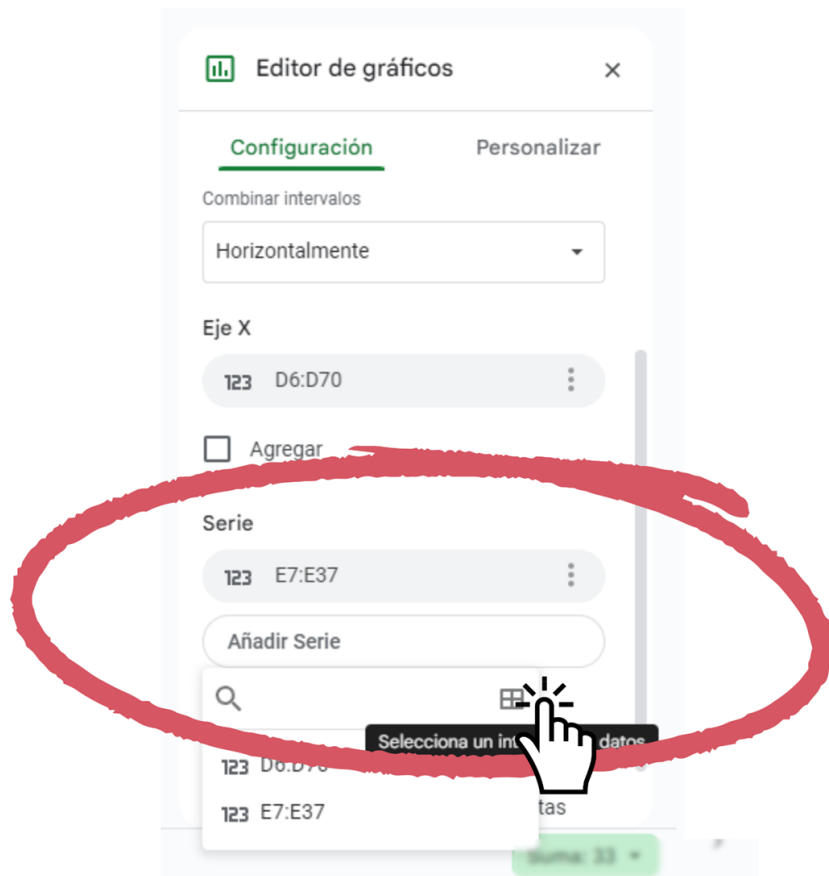 Editor de gráficos
Configuración Personalizar
Combinar intervalos
Horizontalmente
Eje X
123 D6:D70
Agregar
Serie
123 E7:E37
Añadir Serie
Selecciona un datos
123
123 E7:E37
Suma: 33